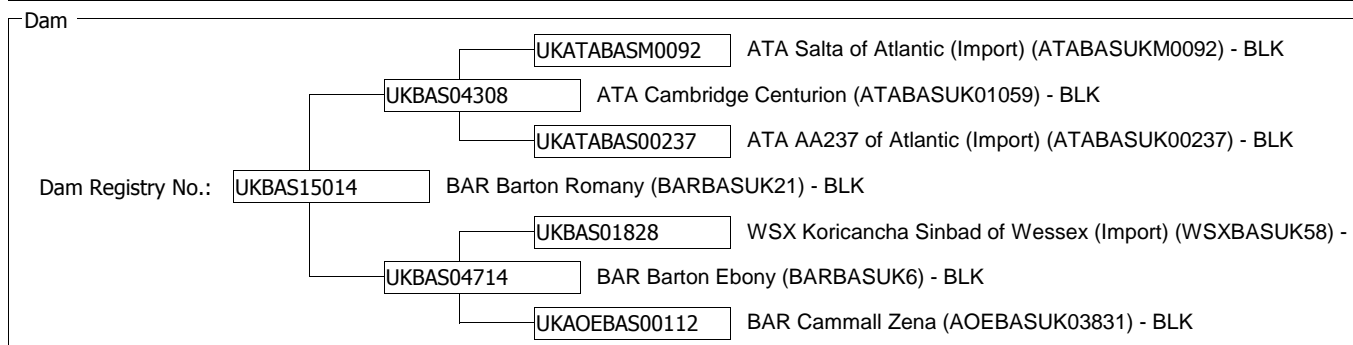 Dam
UKATABASM0092 ATA Salta of Atlantic (Import) (ATABASUKM0092) - BLK
UKBAS04308 ATA Cambridge Centurion (ATABASUK01059) - BLK
UKATABAS00237 ATA AA237 of Atlantic (Import) (ATABASUK00237) - BLK
Dam Registry No.: UKBAS15014 BAR Barton Romany (BARBASUK21) - BLK
UKBAS01828 WSX Koricancha Sinbad of Wessex (Import) (WSXBASUK58) -
UKBAS04714 BAR Barton Ebony (BARBASUK6) - BLK
UKAOEBAS00112 BAR Cammall Zena (AOEBASUK03831) - BLK